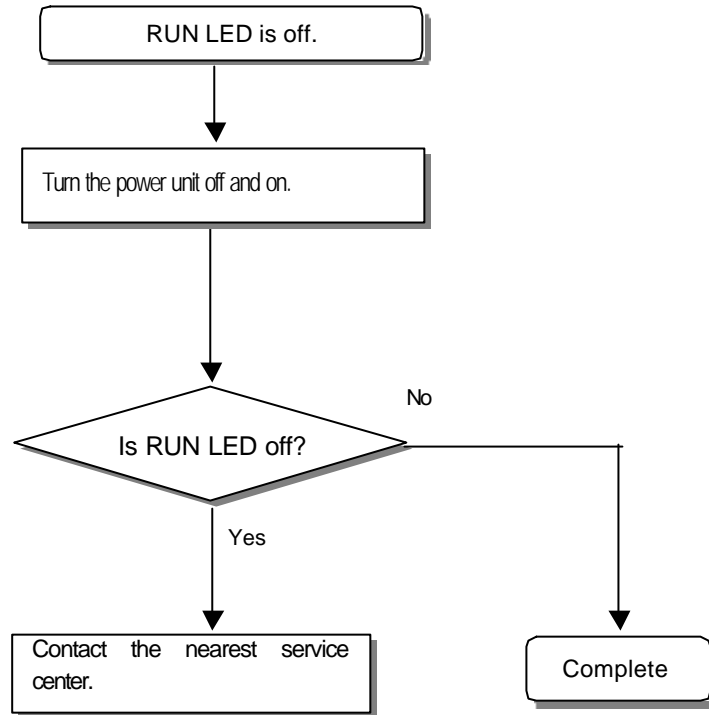 RUN LED is off.
Turn the power unit off and on.
No
Is RUN LED off?
Yes
Contact the nearest service
center.
Complete